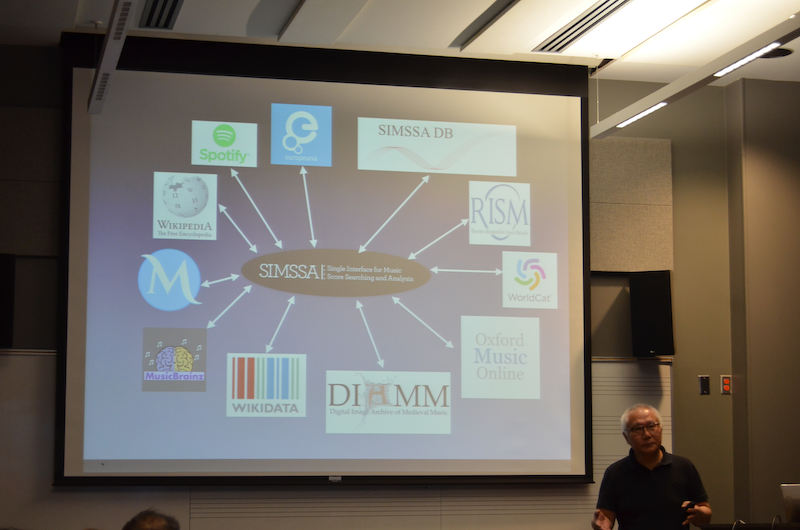 Spotify
europeana
SIMSSA DB
WIKIPEDIA
The Free Encyclopedia
RISM
SIMSSA
Single Interface for Music
Score Searching and Analysis
M
WorldCat
MusicBrainz
WIKIDATA
DIAMM
Digital Image Archive of Medieval Music
Oxford
Music
Online